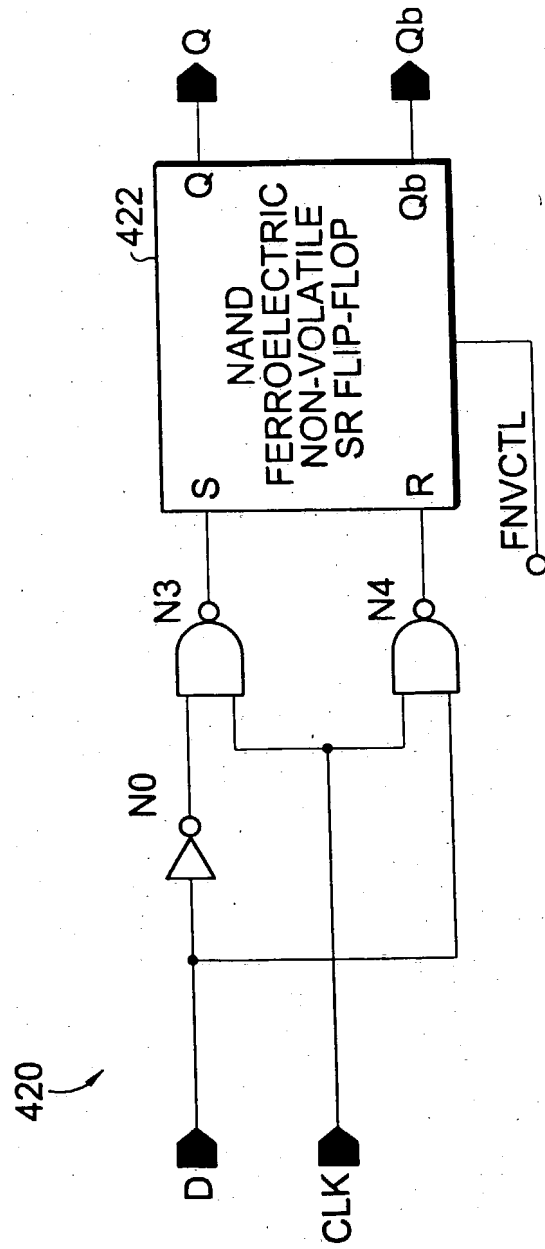 420
D
CLK
N0
N3
N4
422
S
R
NAND
FERROELECTRIC
NON-VOLATILE
SR FLIP-FLOP
Q
Qb
Q
Qb
FNVCTL